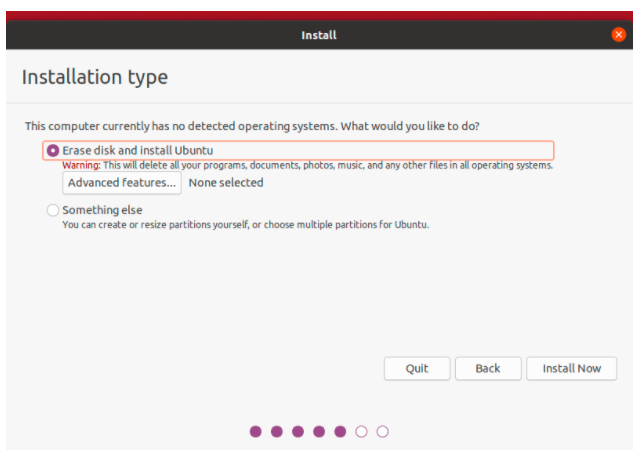 Install
Installation type
This computer currently has no detected operating systems. What would you like to do?
Erase disk and install Ubuntu
Warning: This will delete all your programs, documents, photos, music, and any other files in all operating systems.
Advanced features... None selected
Something else
You can create or resize partitions yourself, or choose multiple partitions for Ubuntu.
Quit Back Install Now